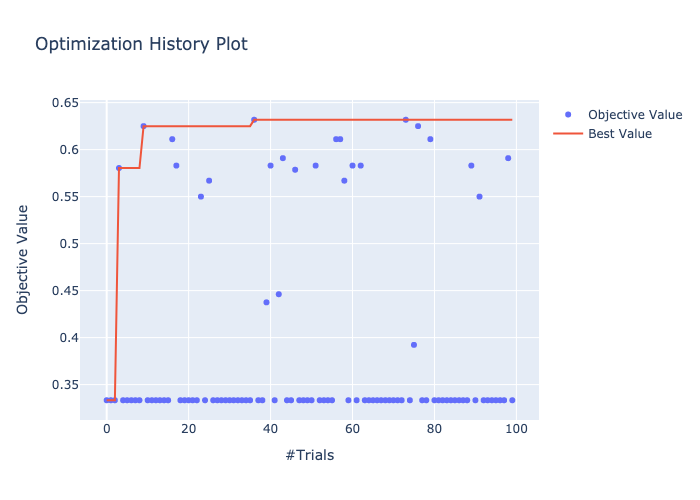 Optimization History Plot
0.65
0.6
0.55
0.5
0.45
0.4
0.35
0
20
40
60
80
100
#Trials
Objective Value
Objective Value
Best Value